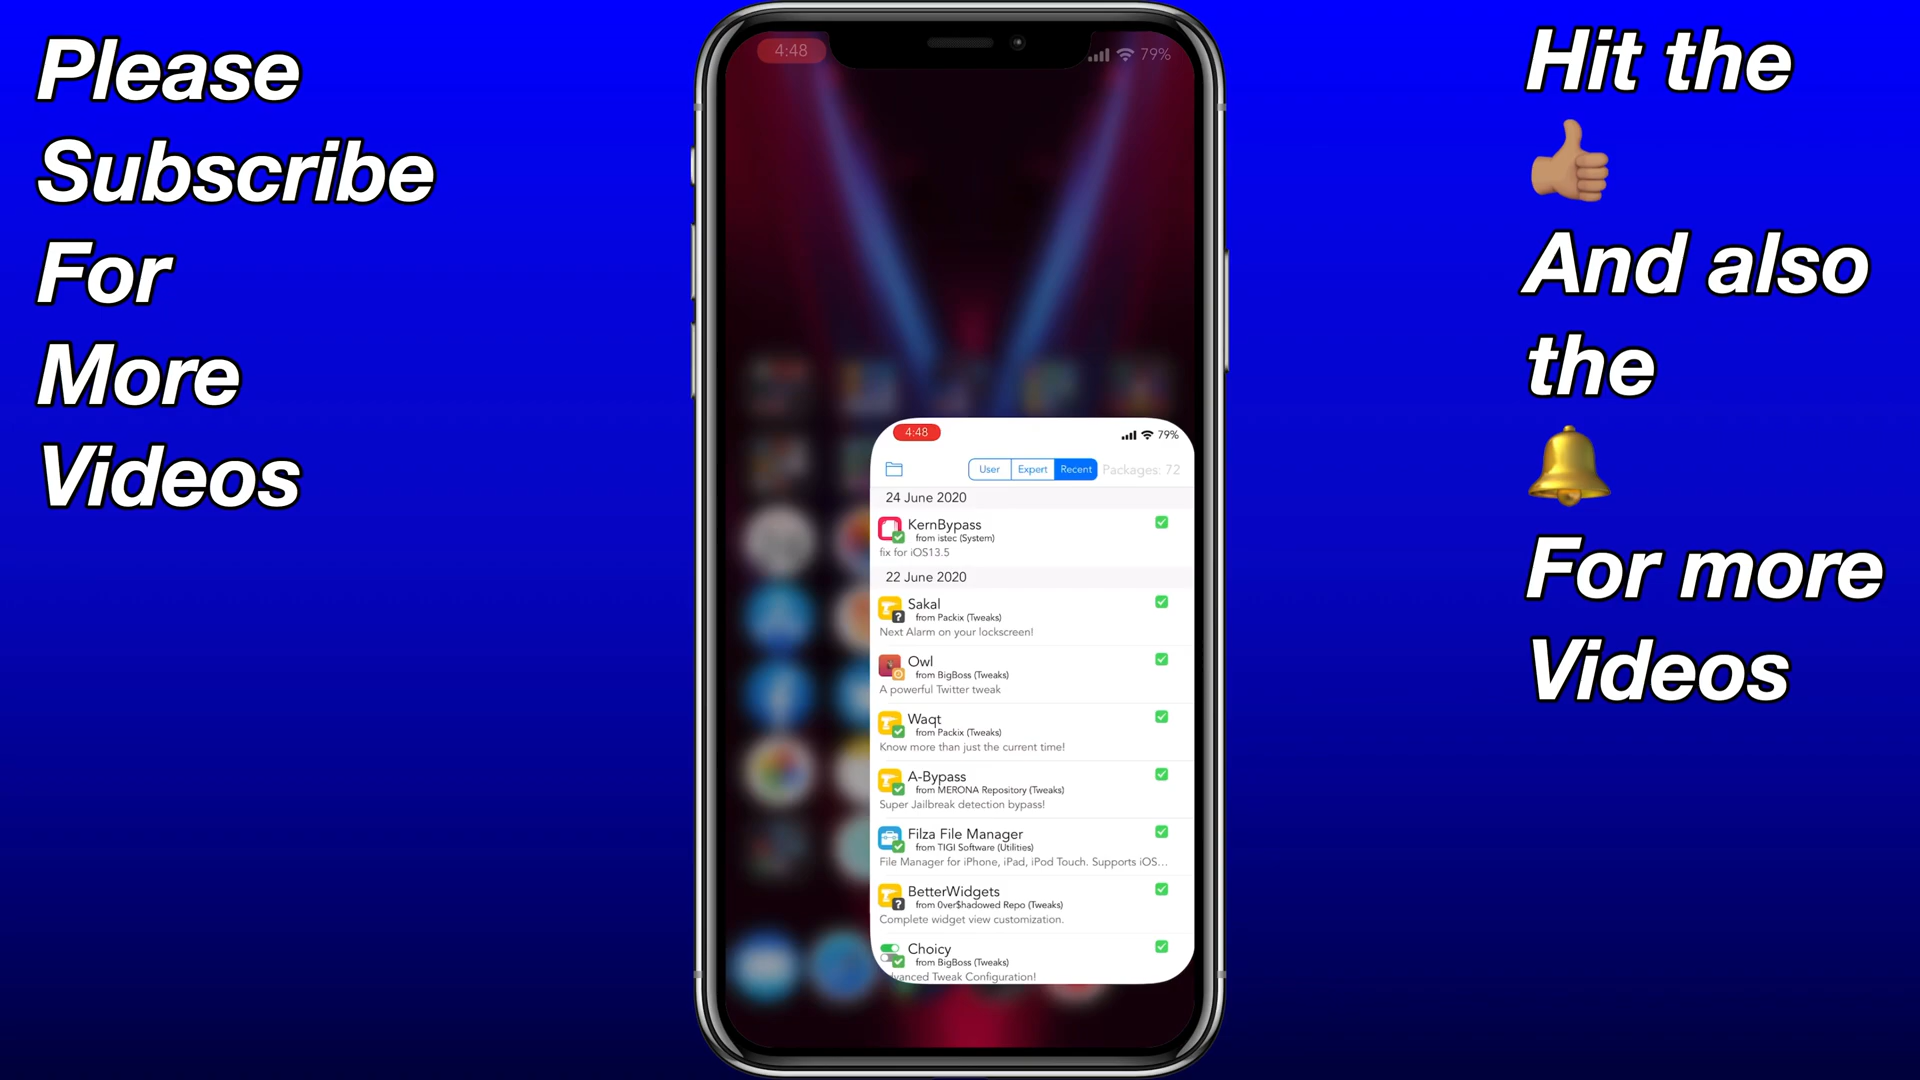 Please
Subscribe
For
More
Videos
4:48
79%
4:48
79%
User
Expert
Recent
Packages: 72
24 June 2020
KernBypass
from istec (System)
fix for iOS13.5
22 June 2020
Sakal
from Packix (Tweaks)
Next Alarm on your lockscreen!
Owl
from BigBoss (Tweaks)
A powerful Twitter tweak
Waqt
from Packix (Tweaks)
Know more than just the current time!
A-Bypass
from MERONA Repository (Tweaks)
Super Jailbreak detection bypass!
Filza File Manager
from TIGI Software (Utilities)
File Manager for iPhone, iPad, iPod Touch. Supports iOS...
BetterWidgets
from 0ver$hadowed Repo (Tweaks)
Complete widget view customization.
Choicy
from BigBoss (Tweaks)
dvanced Tweak Configuration!
Hit the
👍🏽
And also
the
🔔
For more
Videos